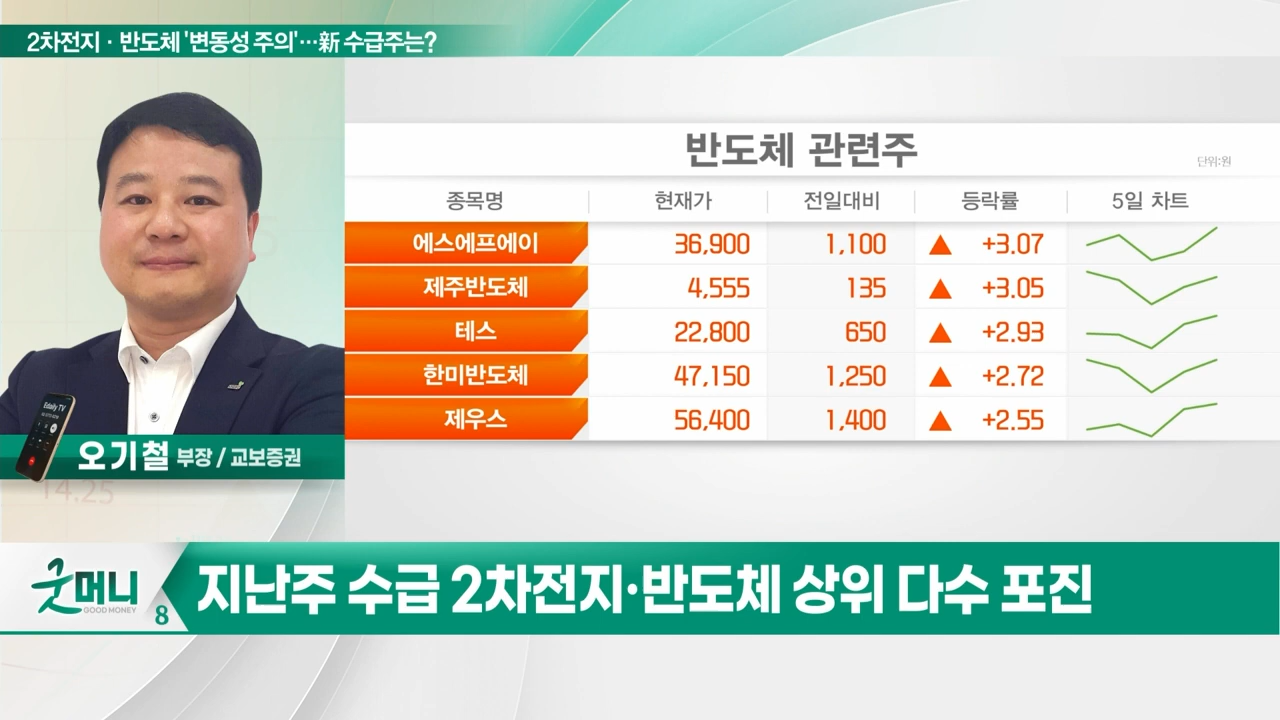 2차전지 · 반도체 '변동성 주의'…新 수급주는?
반도체 관련주
단위:원
종목명 현재가 전일대비 등락률 5일 차트
에스에프에이 36,900 1,100 ▲ +3.07
제주반도체 4,555 135 ▲ +3.05
테스 22,800 650 ▲ +2.93
한미반도체 47,150 1,250 ▲ +2.72
제우스 56,400 1,400 ▲ +2.55
Edaily TV
오기철 부장 / 교보증권
14.25
굿머니
GOOD MONEY
8
지난주 수급 2차전지·반도체 상위 다수 포진